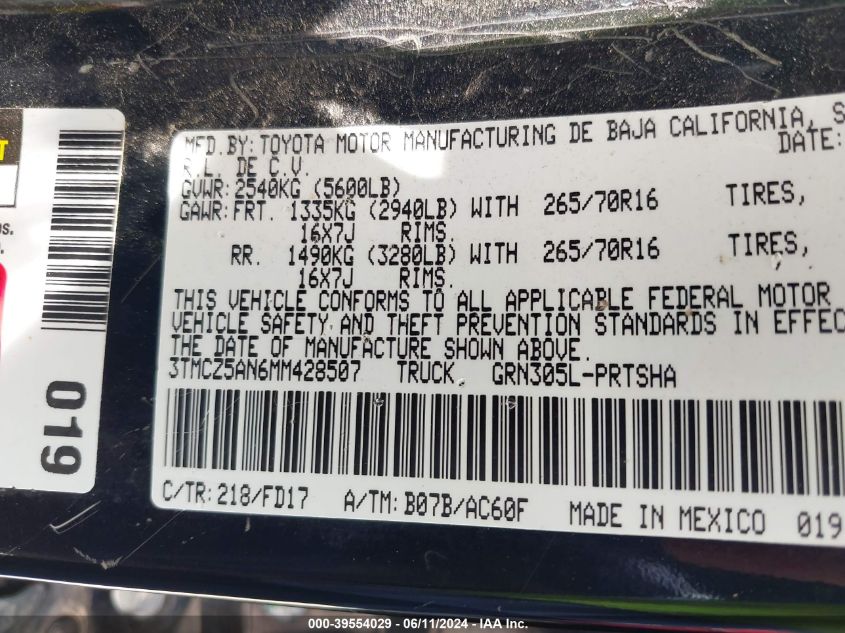 MFD.BY:TOYOTA MOTOR MANUFACTURING DE BAJA CALIFORNIA, S
R.L. DE C.V. DATE:
GVWR:2540KG (5600LB)
GAWR:FRT. 1335KG (2940LB) WITH 265/70R16 TIRES,
16X7J RIMS.
RR. 1490KG (3280LB) WITH 265/70R16 TIRES,
16X7J RIMS.
THIS VEHICLE CONFORMS TO ALL APPLICABLE FEDERAL MOTOR
VEHICLE SAFETY AND THEFT PREVENTION STANDARDS IN EFFEC
THE DATE OF MANUFACTURE SHOWN ABOVE.
3TMCZ5AN6MM428507 TRUCK GRN305L-PRTSHA
C/TR:218/FD17 A/TM:B07B/AC60F MADE IN MEXICO 019
019
000-39554029 - 06/11/2024 - IAA Inc.